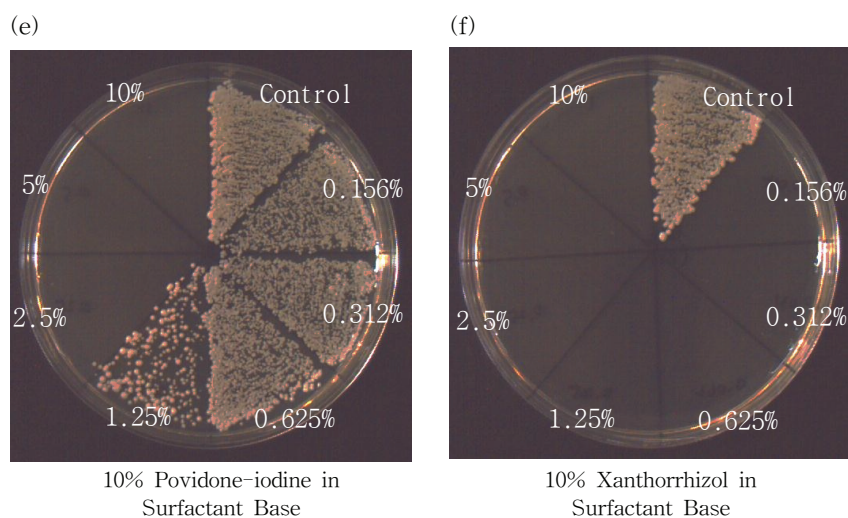 (e)
(f)
10%
Control
5%
0.156%
2.5%
0.312%
1.25%
0.625%
10%
Control
5%
0.156%
2.5%
0.312%
1.25%
0.625%
10% Povidone-iodine in
Surfactant Base
10% Xanthorrhizol in
Surfactant Base